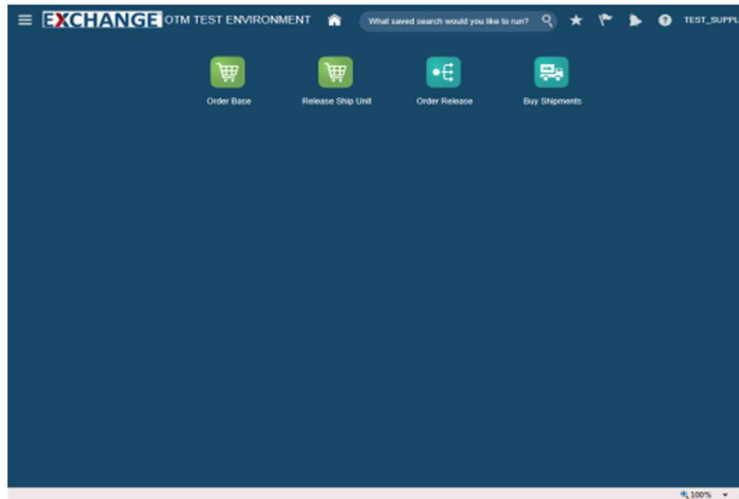 EXCHANGE OTM TEST ENVIRONMENT What saved search would you like to run? ? TEST_SUPPL
Order Base Release Ship Unit Order Release Buy Shipments
100%